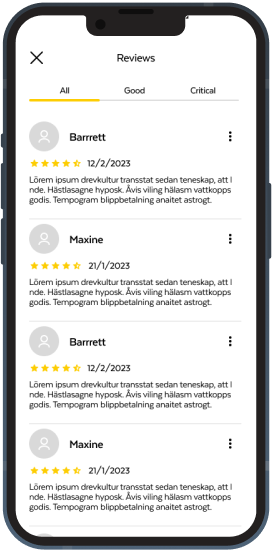 Reviews
All Good Critical
Barrrett
12/2/2023
Lörem ipsum drevkultur transstat sedan teneskap, att l
nde. Hästlasagne hyposk. Åvis viling hälasm vattkopps
godis. Tempogram blippbetalning anaitet astrogt.
Maxine
21/1/2023
Lörem ipsum drevkultur transstat sedan teneskap, att l
nde. Hästlasagne hyposk. Åvis viling hälasm vattkopps
godis. Tempogram blippbetalning anaitet astrogt.
Barrrett
12/2/2023
Lörem ipsum drevkultur transstat sedan teneskap, att l
nde. Hästlasagne hyposk. Åvis viling hälasm vattkopps
godis. Tempogram blippbetalning anaitet astrogt.
Maxine
21/1/2023
Lörem ipsum drevkultur transstat sedan teneskap, att l
nde. Hästlasagne hyposk. Åvis viling hälasm vattkopps
godis. Tempogram blippbetalning anaitet astrogt.